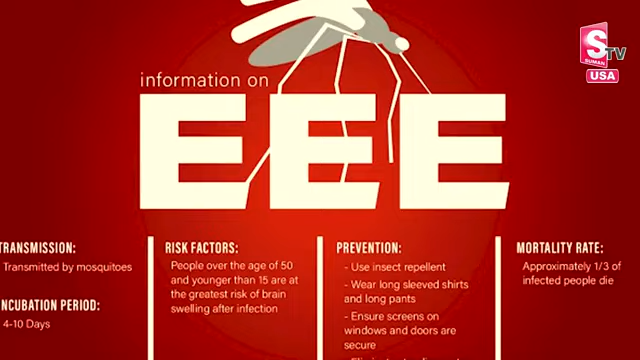 S
SUMAN
TV
USA
information on
EEE
TRANSMISSION:
Transmitted by mosquitoes
INCUBATION PERIOD:
4-10 Days
RISK FACTORS:
People over the age of 50
and younger than 15 are at
the greatest risk of brain
swelling after infection
PREVENTION:
- Use insect repellent
- Wear long sleeved shirts
and long pants
- Ensure screens on
windows and doors are
secure
MORTALITY RATE:
Approximately 1/3 of
infected people die